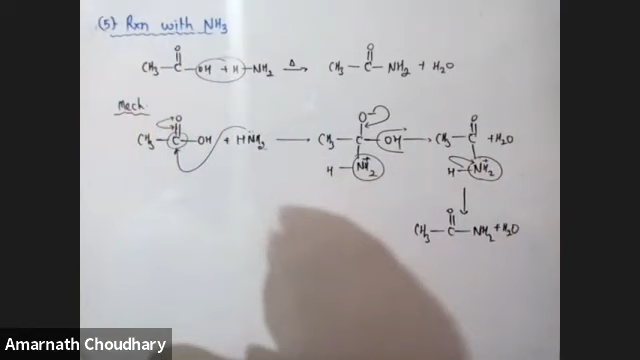 (5) Rxn with NH₃
O
CH₃ — C — OH + H — NH₂ —Δ→ CH₃ — C — NH₂ + H₂O
O
Mech.
O
CH₃ — C — OH + HNH₂ → CH₃ — C — OH → CH₃ — C + H₂O
O⁻
O
H — NH₂⁺
H — NH₂⁺
O
CH₃ — C — NH₂ + H₂O
Amarnath Choudhary